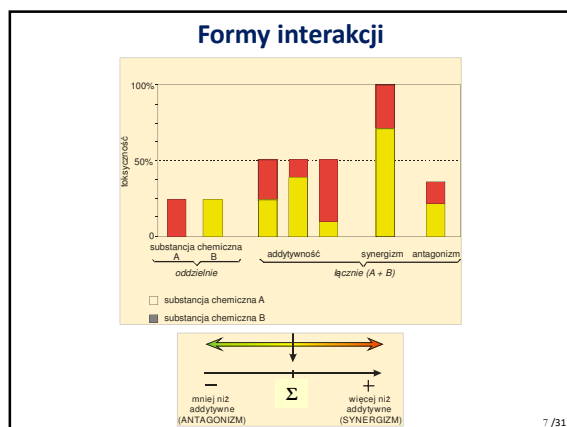 Formy interakcji
100%
50%
0
toksyczność
substancja chemiczna
A B
oddzielnie
addytywność synergizm antagonizm
łącznie (A + B)
substancja chemiczna A
substancja chemiczna B
– Σ +
mniej niż
addytywne
(ANTAGONIZM)
więcej niż
addytywne
(SYNERGIZM)
7 /31